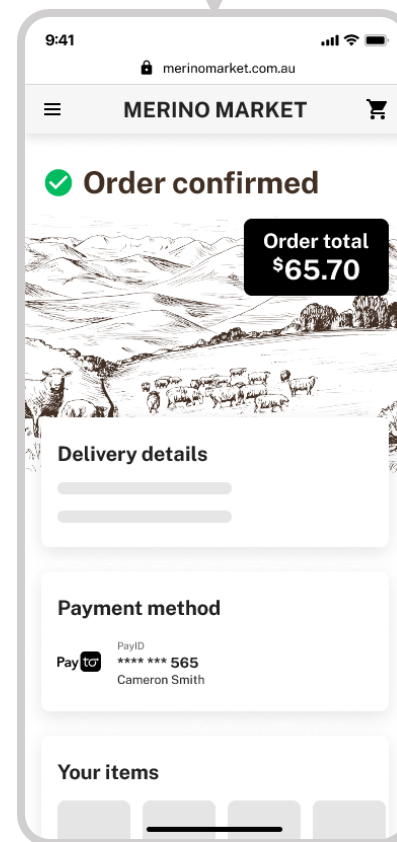 9:41
merinomarket.com.au
MERINO MARKET
Order confirmed
Order total
$65.70
Delivery details
Payment method
PayID
Pay to **** *** 565
Cameron Smith
Your items